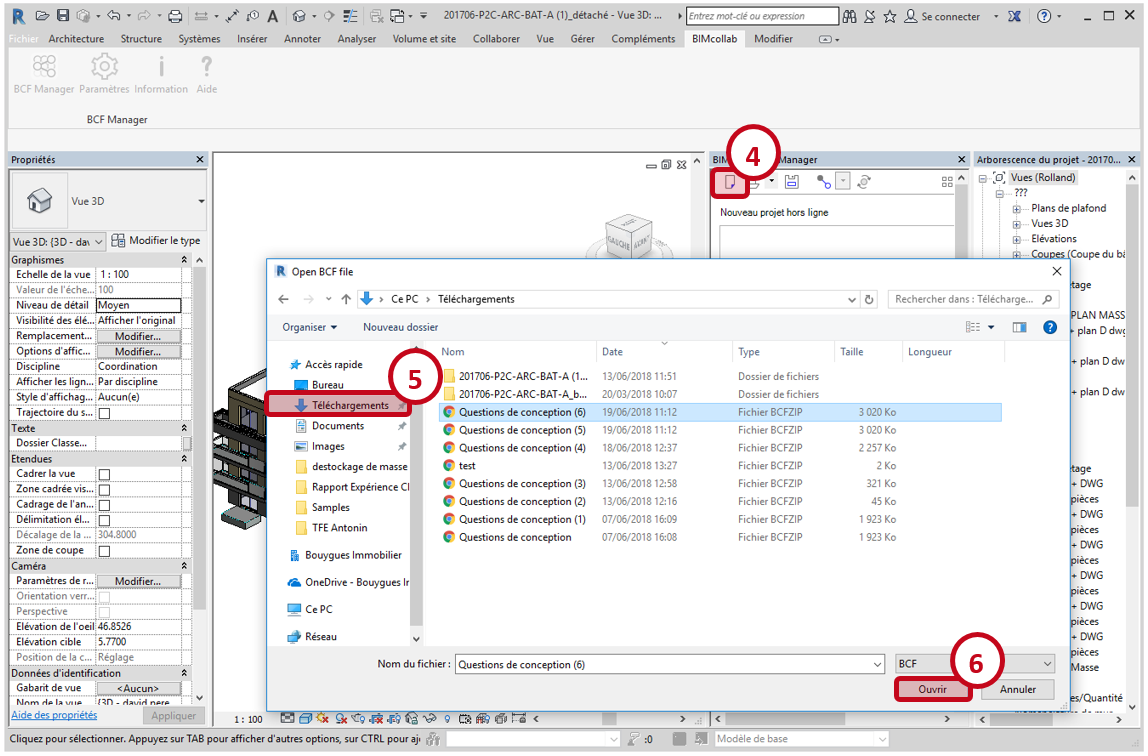 201706-P2C-ARC-BAT-A (1)_détaché - Vue 3D: ...
Entrez mot-clé ou expression
Se connecter
Fichier Architecture Structure Systèmes Insérer Annoter Analyser Volume et site Collaborer Vue Gérer Compléments BIMcollab Modifier
BCF Manager Paramètres Information Aide
BCF Manager
Propriétés
Vue 3D
Vue 3D: {3D - dav
Modifier le type
Graphismes
Echelle de la vue 1 : 100
Valeur de l'éche... 100
Niveau de détail Moyen
Visibilité des élé... Afficher l'original
Remplacement... Modifier...
Options d'affic... Modifier...
Discipline Coordination
Afficher les lign... Par discipline
Style d'affichag... Aucun(e)
Trajectoire du s...
Texte
Dossier Classe...
Etendues
Cadrer la vue
Zone cadrée vis...
Cadrage de l'an...
Délimitation él...
Décalage de la ... 304.8000
Zone de coupe
Caméra
Paramètres de r... Modifier...
Orientation verr...
Perspective
Elévation de l'oeil 46.8526
Elévation cible 5.7700
Position de la c... Réglage
Données d'identification
Gabarit de vue <Aucun>
Nom de la vue {3D - david pere
Aide des propriétés
Appliquer
GAUCHE
4
BIM Manager
Nouveau projet hors ligne
Arborescence du projet - 20170...
Vues (Rolland)
???
Plans de plafond
Vues 3D
Elévations
Coupes (Coupe du bâ
etage
PLAN MASS
+ plan D dwg
+ plan D dw
+ plan D dw
etage
+ DWG
pièces
+ DWG
pièces
+ DWG
pièces
+ DWG
pièces
+ DWG
pièces
+ DWG
pièces
Masse
es/Quantité
Open BCF file
Ce PC > Téléchargements
Rechercher dans : Télécharge...
Organiser
Nouveau dossier
Accès rapide
Bureau
Téléchargements
Documents
Images
destockage de masse
Rapport Expérience Cl
Samples
TFE Antonin
Bouygues Immobilier
OneDrive - Bouygues Ir
Ce PC
Réseau
5
Nom Date Type Taille Longueur
201706-P2C-ARC-BAT-A (1... 13/06/2018 11:51 Dossier de fichiers
201706-P2C-ARC-BAT-A_b... 20/03/2018 10:07 Dossier de fichiers
Questions de conception (6) 19/06/2018 11:12 Fichier BCFZIP 3 020 Ko
Questions de conception (5) 19/06/2018 11:12 Fichier BCFZIP 3 020 Ko
Questions de conception (4) 18/06/2018 12:37 Fichier BCFZIP 2 257 Ko
test 13/06/2018 13:27 Fichier BCFZIP 2 Ko
Questions de conception (3) 13/06/2018 12:58 Fichier BCFZIP 321 Ko
Questions de conception (2) 13/06/2018 12:16 Fichier BCFZIP 45 Ko
Questions de conception (1) 07/06/2018 16:09 Fichier BCFZIP 1 923 Ko
Questions de conception 07/06/2018 16:08 Fichier BCFZIP 1 923 Ko
Nom du fichier : Questions de conception (6)
BCF
6
Ouvrir
Annuler
1 : 100
Cliquez pour sélectionner. Appuyez sur TAB pour afficher d'autres options, sur CTRL pour aj
:0
Modèle de base